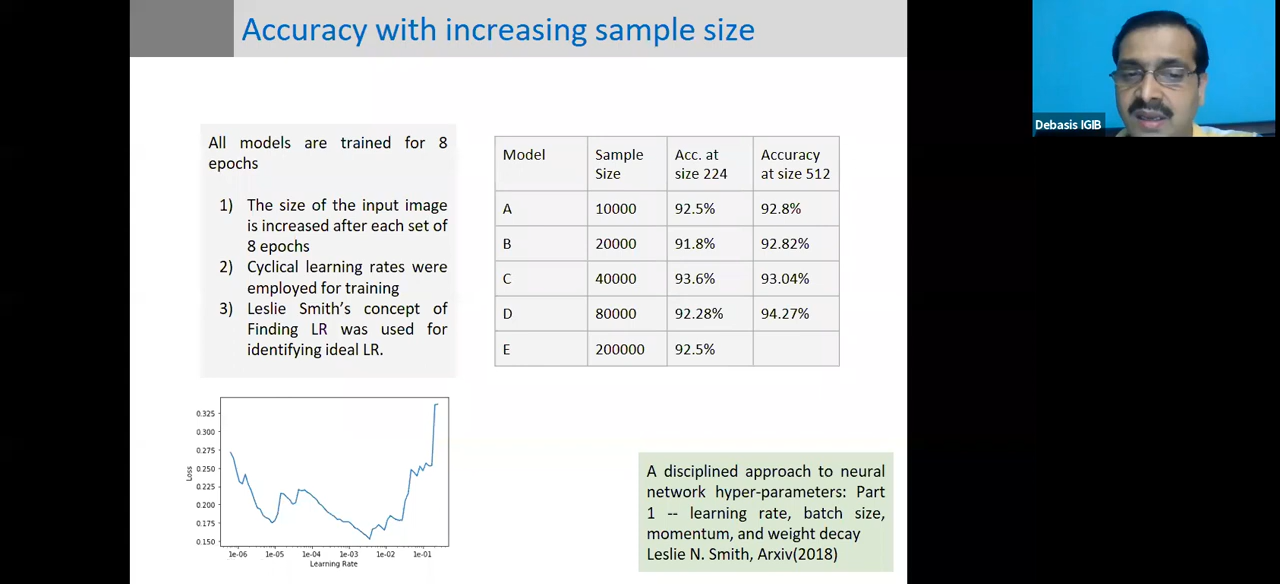 Accuracy with increasing sample size
Debasis IGIB
All models are trained for 8
epochs
1) The size of the input image
is increased after each set of
8 epochs
2) Cyclical learning rates were
employed for training
3) Leslie Smith's concept of
Finding LR was used for
identifying ideal LR.
Model Sample Size Acc. at size 224 Accuracy at size 512
A 10000 92.5% 92.8%
B 20000 91.8% 92.82%
C 40000 93.6% 93.04%
D 80000 92.28% 94.27%
E 200000 92.5%
0.325
0.300
0.275
0.250
0.225
0.200
0.175
0.150
Loss
1e-06 1e-05 1e-04 1e-03 1e-02 1e-01
Learning Rate
A disciplined approach to neural
network hyper-parameters: Part
1 -- learning rate, batch size,
momentum, and weight decay
Leslie N. Smith, Arxiv(2018)